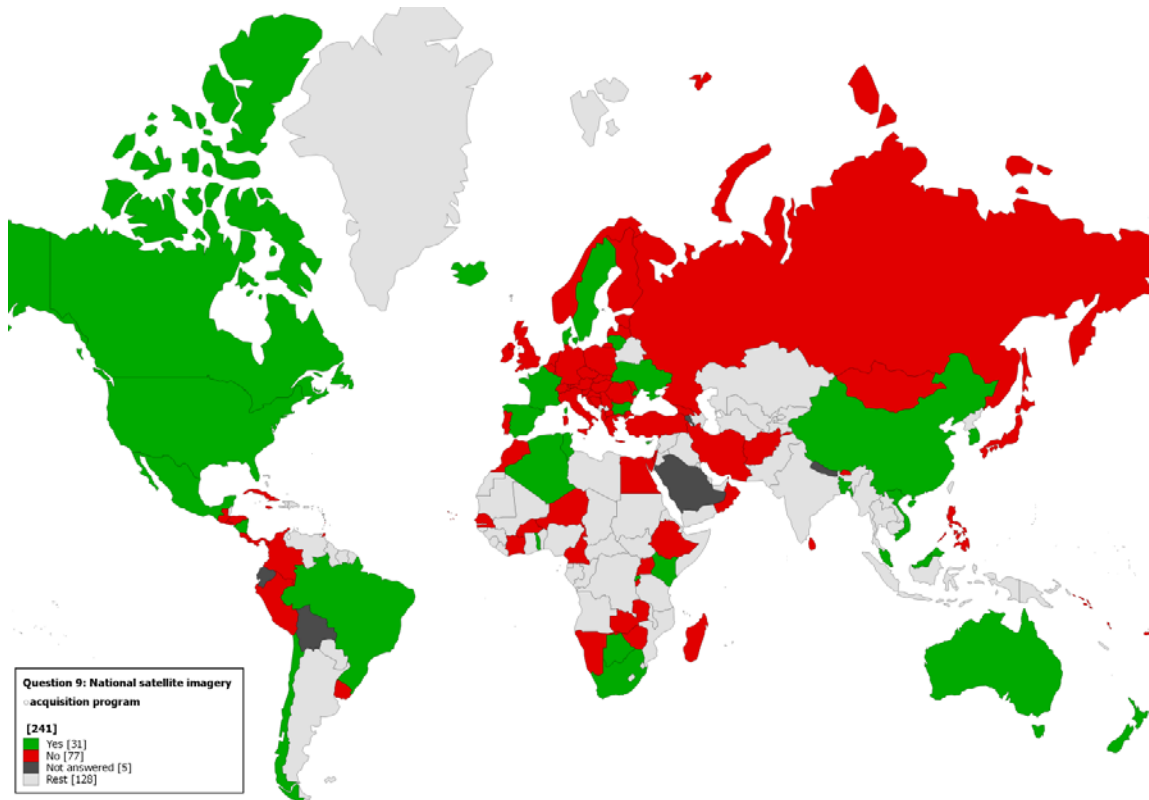 Question 9: National satellite imagery
acquisition program
[241]
Yes [31]
No [77]
Not answered [5]
Rest [128]